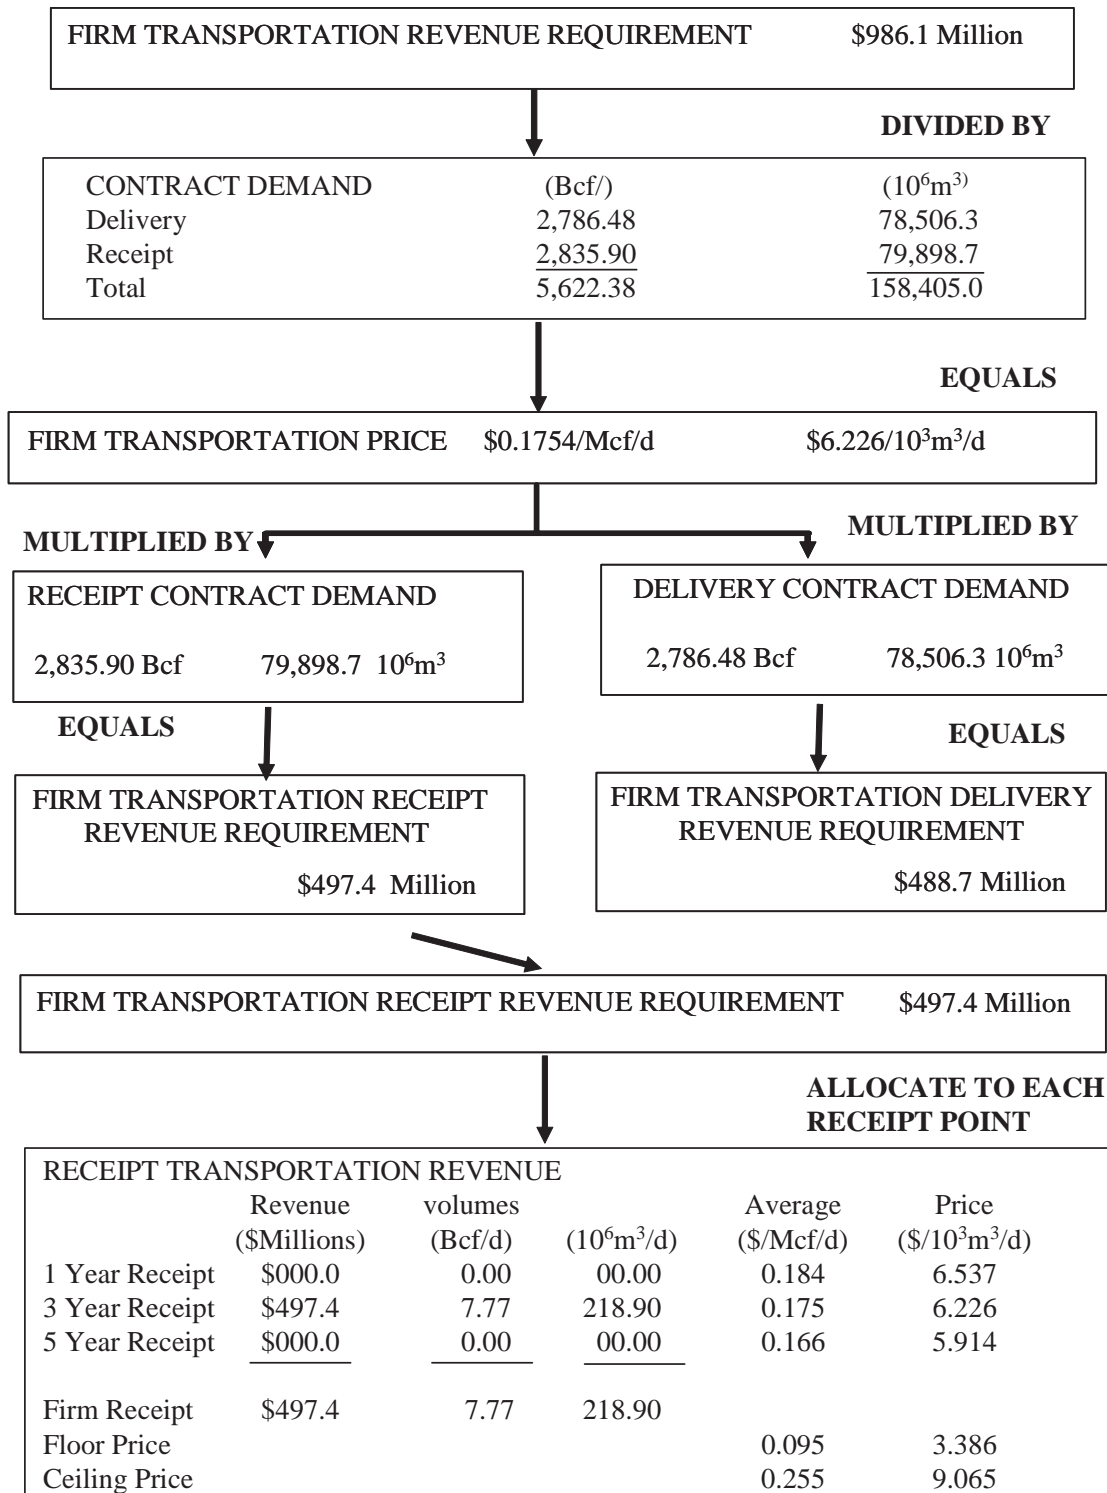 FIRM TRANSPORTATION REVENUE REQUIREMENT $986.1 Million
DIVIDED BY
CONTRACT DEMAND (Bcf/) (10⁶m³⁾
Delivery 2,786.48 78,506.3
Receipt 2,835.90 79,898.7
Total 5,622.38 158,405.0
EQUALS
FIRM TRANSPORTATION PRICE $0.1754/Mcf/d $6.226/10³m³/d
MULTIPLIED BY
MULTIPLIED BY
RECEIPT CONTRACT DEMAND
2,835.90 Bcf 79,898.7 10⁶m³
DELIVERY CONTRACT DEMAND
2,786.48 Bcf 78,506.3 10⁶m³
EQUALS
EQUALS
FIRM TRANSPORTATION RECEIPT
REVENUE REQUIREMENT
$497.4 Million
FIRM TRANSPORTATION DELIVERY
REVENUE REQUIREMENT
$488.7 Million
FIRM TRANSPORTATION RECEIPT REVENUE REQUIREMENT $497.4 Million
ALLOCATE TO EACH
RECEIPT POINT
RECEIPT TRANSPORTATION REVENUE
Revenue volumes Average Price
($Millions) (Bcf/d) (10⁶m³/d) ($/Mcf/d) ($/10³m³/d)
1 Year Receipt $000.0 0.00 00.00 0.184 6.537
3 Year Receipt $497.4 7.77 218.90 0.175 6.226
5 Year Receipt $000.0 0.00 00.00 0.166 5.914
Firm Receipt $497.4 7.77 218.90
Floor Price 0.095 3.386
Ceiling Price 0.255 9.065